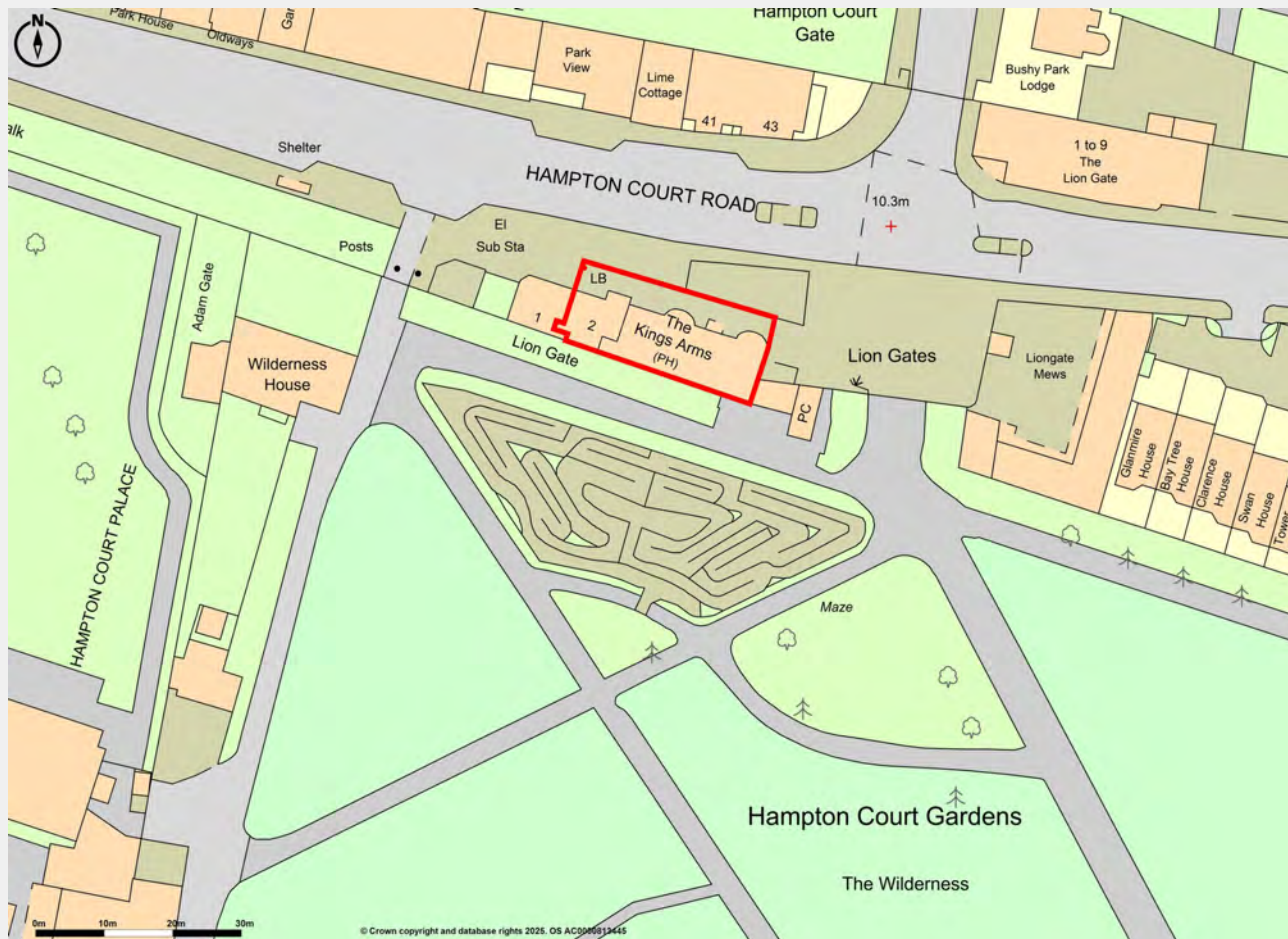 N
Park House
Oldways
Park
View
Lime
Cottage
41
43
Hampton Court
Gate
Bushy Park
Lodge
1 to 9
The
Lion Gate
Shelter
HAMPTON COURT ROAD
10.3m
Posts
El
Sub Sta
LB
1
2
The
Kings Arms
(PH)
Lion Gate
Lion Gates
Liongate
Mews
Adam Gate
Wilderness
House
PC
Glanmire
House
Bay Tree
House
Clarence
House
Swan
House
Tower
HAMPTON COURT PALACE
Maze
Hampton Court Gardens
The Wilderness
0m
10m
20m
30m
© Crown copyright and database rights 2025. OS